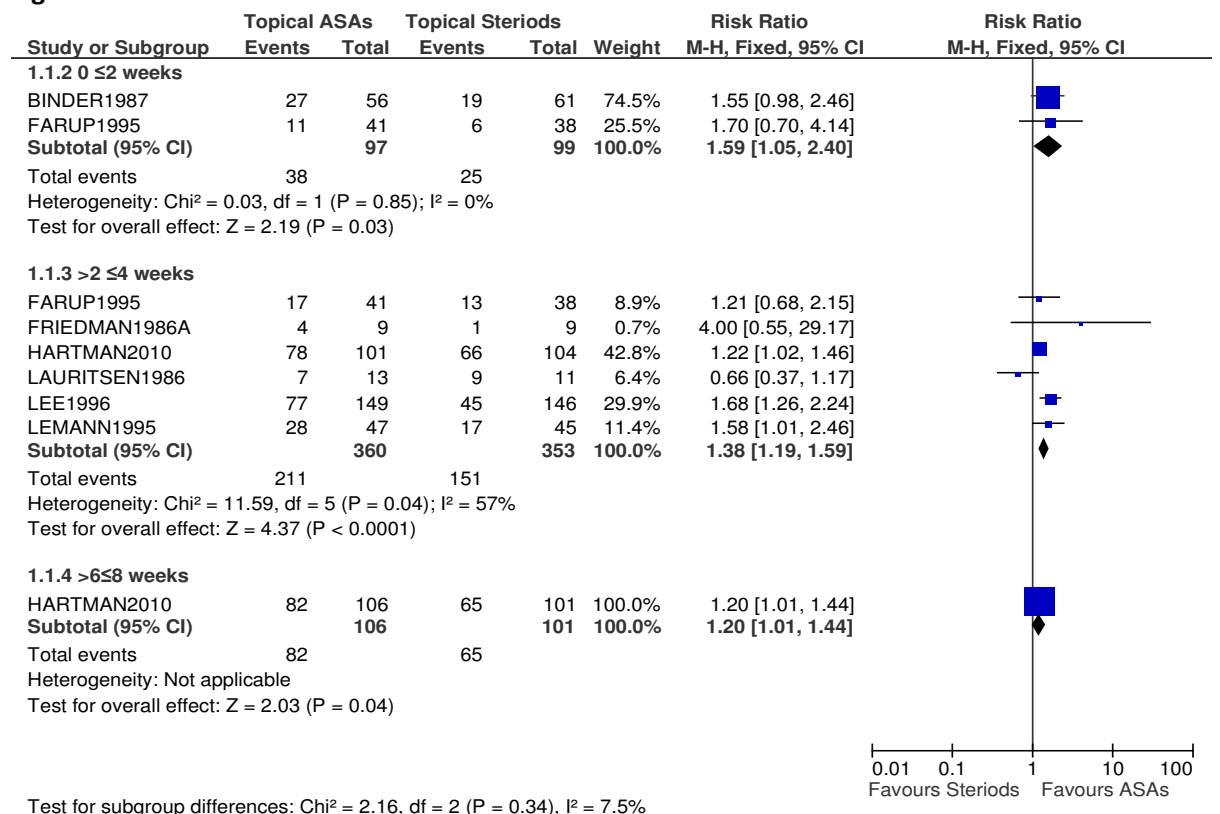 Topical ASAs Topical Steriods Risk Ratio Risk Ratio
Study or Subgroup Events Total Events Total Weight M-H, Fixed, 95% CI M-H, Fixed, 95% CI
1.1.2 0 ≤2 weeks
BINDER1987 27 56 19 61 74.5% 1.55 [0.98, 2.46]
FARUP1995 11 41 6 38 25.5% 1.70 [0.70, 4.14]
Subtotal (95% CI) 97 99 100.0% 1.59 [1.05, 2.40]
Total events 38 25
Heterogeneity: Chi² = 0.03, df = 1 (P = 0.85); I² = 0%
Test for overall effect: Z = 2.19 (P = 0.03)
1.1.3 >2 ≤4 weeks
FARUP1995 17 41 13 38 8.9% 1.21 [0.68, 2.15]
FRIEDMAN1986A 4 9 1 9 0.7% 4.00 [0.55, 29.17]
HARTMAN2010 78 101 66 104 42.8% 1.22 [1.02, 1.46]
LAURITSEN1986 7 13 9 11 6.4% 0.66 [0.37, 1.17]
LEE1996 77 149 45 146 29.9% 1.68 [1.26, 2.24]
LEMANN1995 28 47 17 45 11.4% 1.58 [1.01, 2.46]
Subtotal (95% CI) 360 353 100.0% 1.38 [1.19, 1.59]
Total events 211 151
Heterogeneity: Chi² = 11.59, df = 5 (P = 0.04); I² = 57%
Test for overall effect: Z = 4.37 (P < 0.0001)
1.1.4 >6≤8 weeks
HARTMAN2010 82 106 65 101 100.0% 1.20 [1.01, 1.44]
Subtotal (95% CI) 106 101 100.0% 1.20 [1.01, 1.44]
Total events 82 65
Heterogeneity: Not applicable
Test for overall effect: Z = 2.03 (P = 0.04)
0.01 0.1 1 10 100
Favours Steriods Favours ASAs
Test for subgroup differences: Chi² = 2.16, df = 2 (P = 0.34), I² = 7.5%